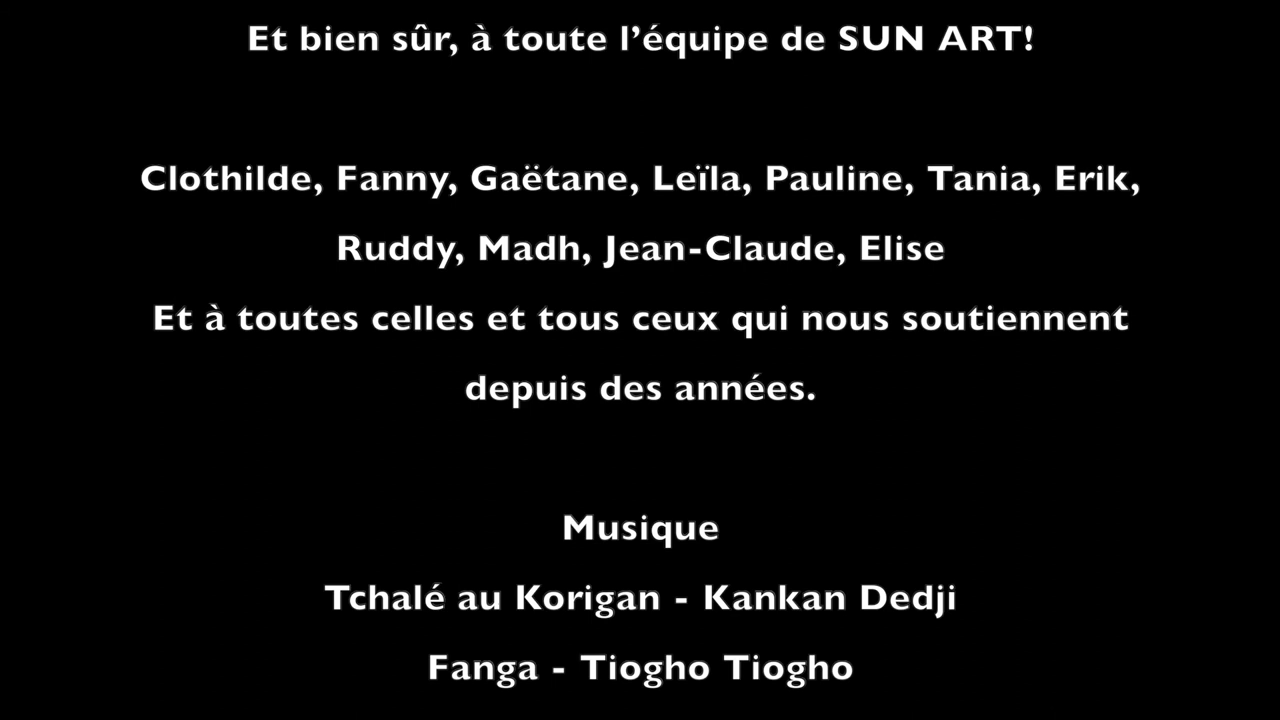 Et bien sûr, à toute l’équipe de SUN ART!
Clothilde, Fanny, Gaëtane, Leïla, Pauline, Tania, Erik,
Ruddy, Madh, Jean-Claude, Elise
Et à toutes celles et tous ceux qui nous soutiennent
depuis des années.
Musique
Tchalé au Korigan - Kankan Dedji
Fanga - Tiogho Tiogho